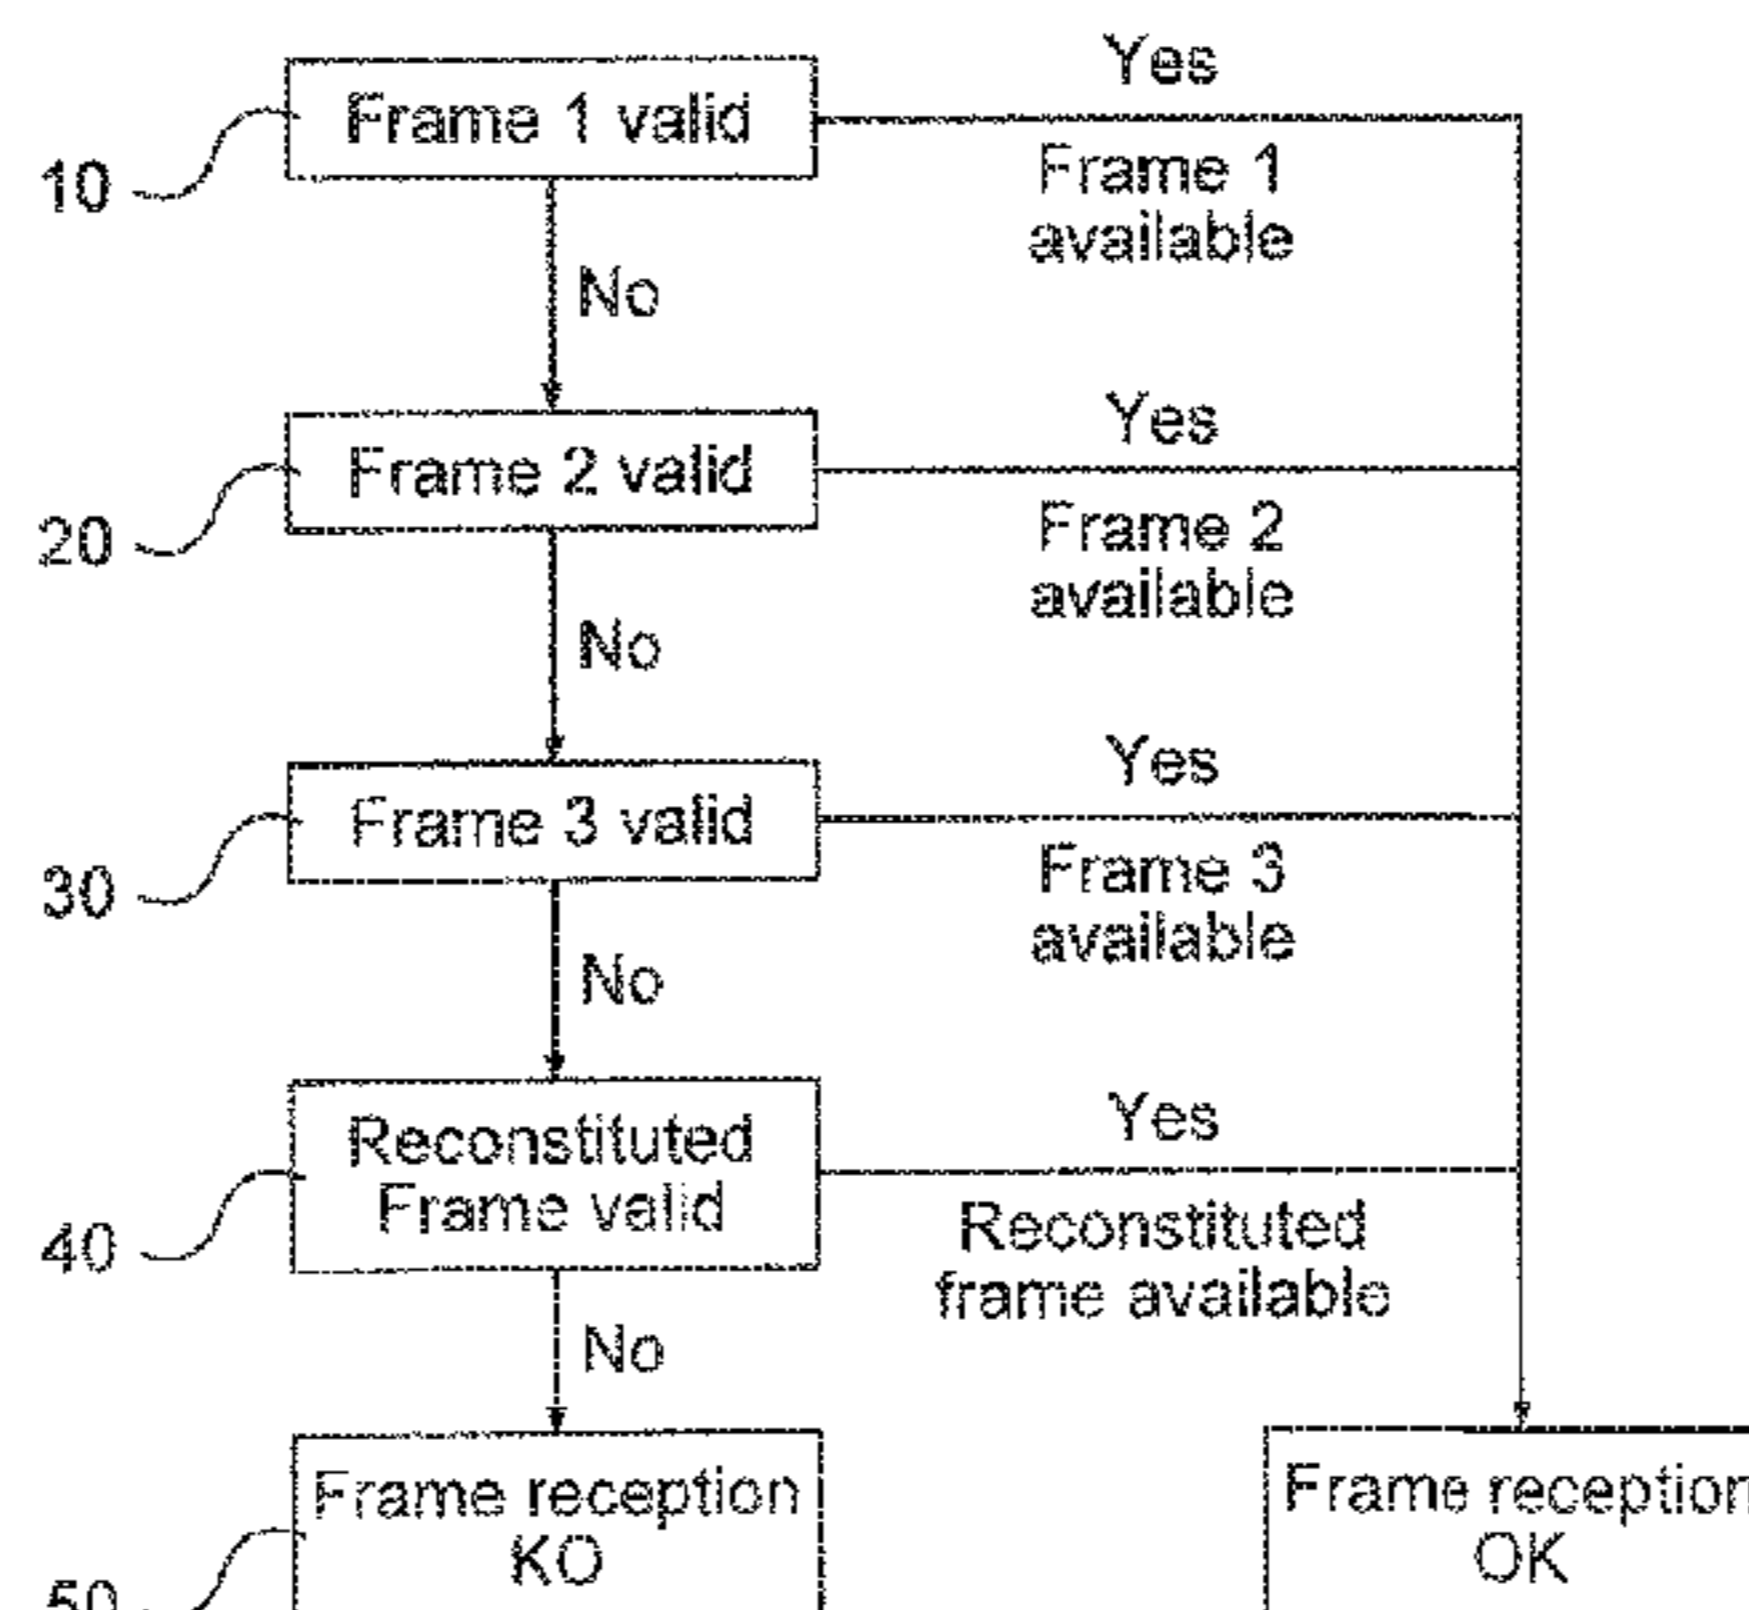 Yes
Frame 1 valid
10
Frame 1
available
No
Yes
Frame 2 valid
20
Frame 2
available
No
Yes
Frame 3 valid
30
Frame 3
available
No
Yes
Reconstituted
Frame valid
40
Reconstituted
frame available
No
Frame reception
KO
50
Frame reception
OK